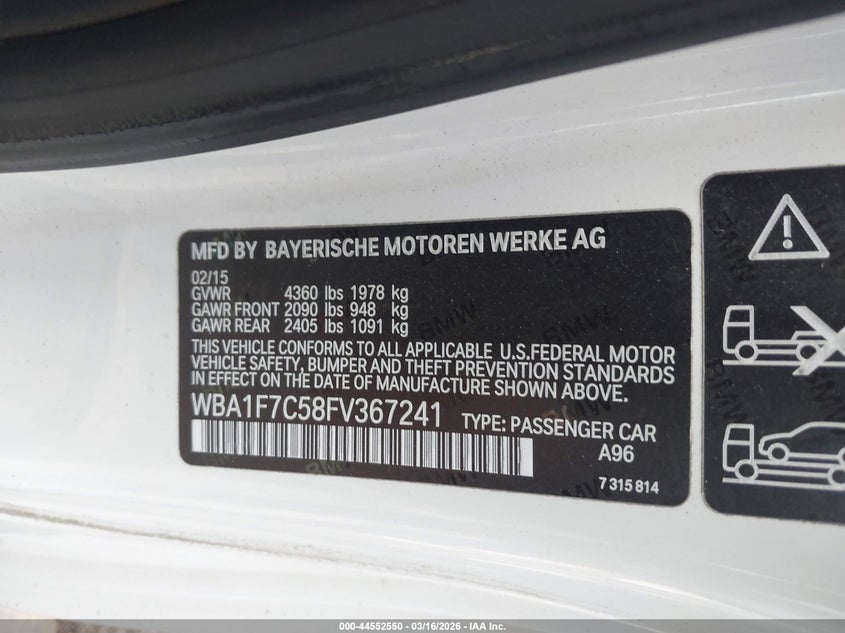 MFD BY BAYERISCHE MOTOREN WERKE AG
02/15
GVWR 4360 lbs 1978 kg
GAWR FRONT 2090 lbs 948 kg
GAWR REAR 2405 lbs 1091 kg
THIS VEHICLE CONFORMS TO ALL APPLICABLE U.S.FEDERAL MOTOR
VEHICLE SAFETY, BUMPER AND THEFT PREVENTION STANDARDS
IN EFFECT ON THE DATE OF MANUFACTURE SHOWN ABOVE.
WBA1F7C58FV367241 TYPE: PASSENGER CAR
A96
7 315 814
000-44552550 | 03/16/2026 | IAA Inc.